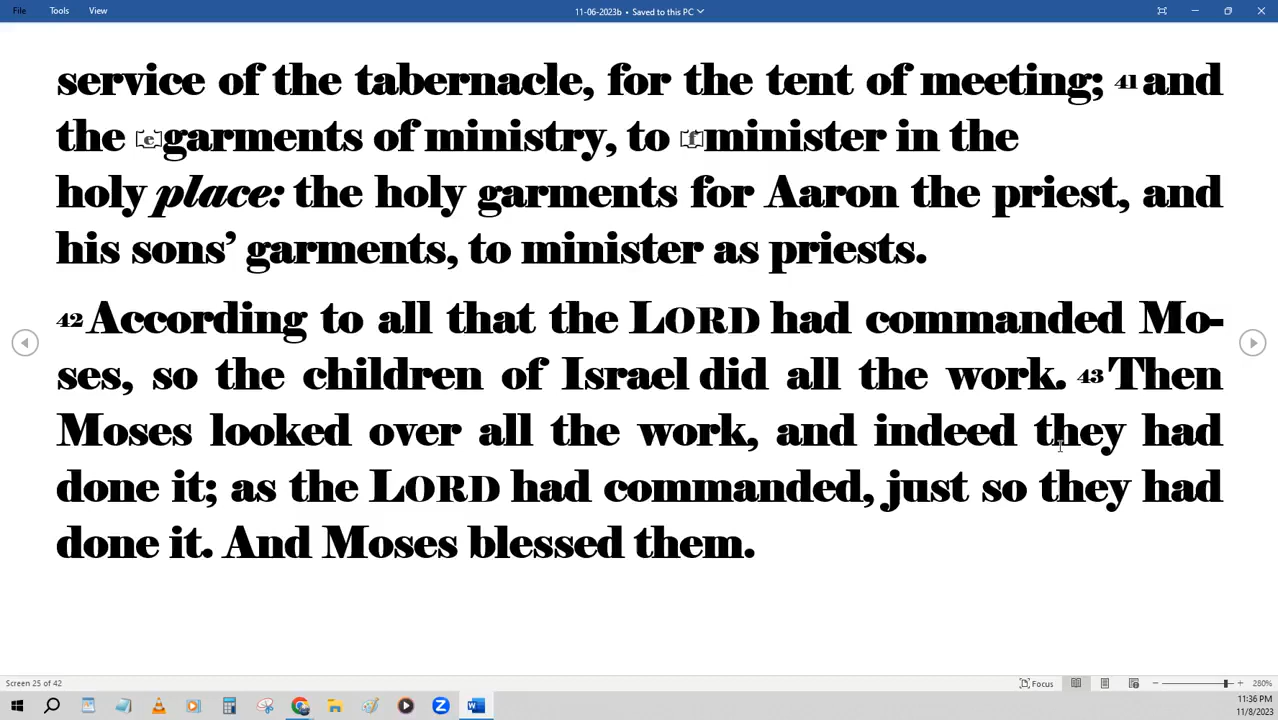 File Tools View 11-06-2023b • Saved to this PC
service of the tabernacle, for the tent of meeting; 41 and
the [e]garments of ministry, to [f]minister in the
holy place: the holy garments for Aaron the priest, and
his sons’ garments, to minister as priests.
42 According to all that the LORD had commanded Mo-
ses, so the children of Israel did all the work. 43 Then
Moses looked over all the work, and indeed they had
done it; as the LORD had commanded, just so they had
done it. And Moses blessed them.
Screen 25 of 42 Focus 280%
11:36 PM
11/8/2023